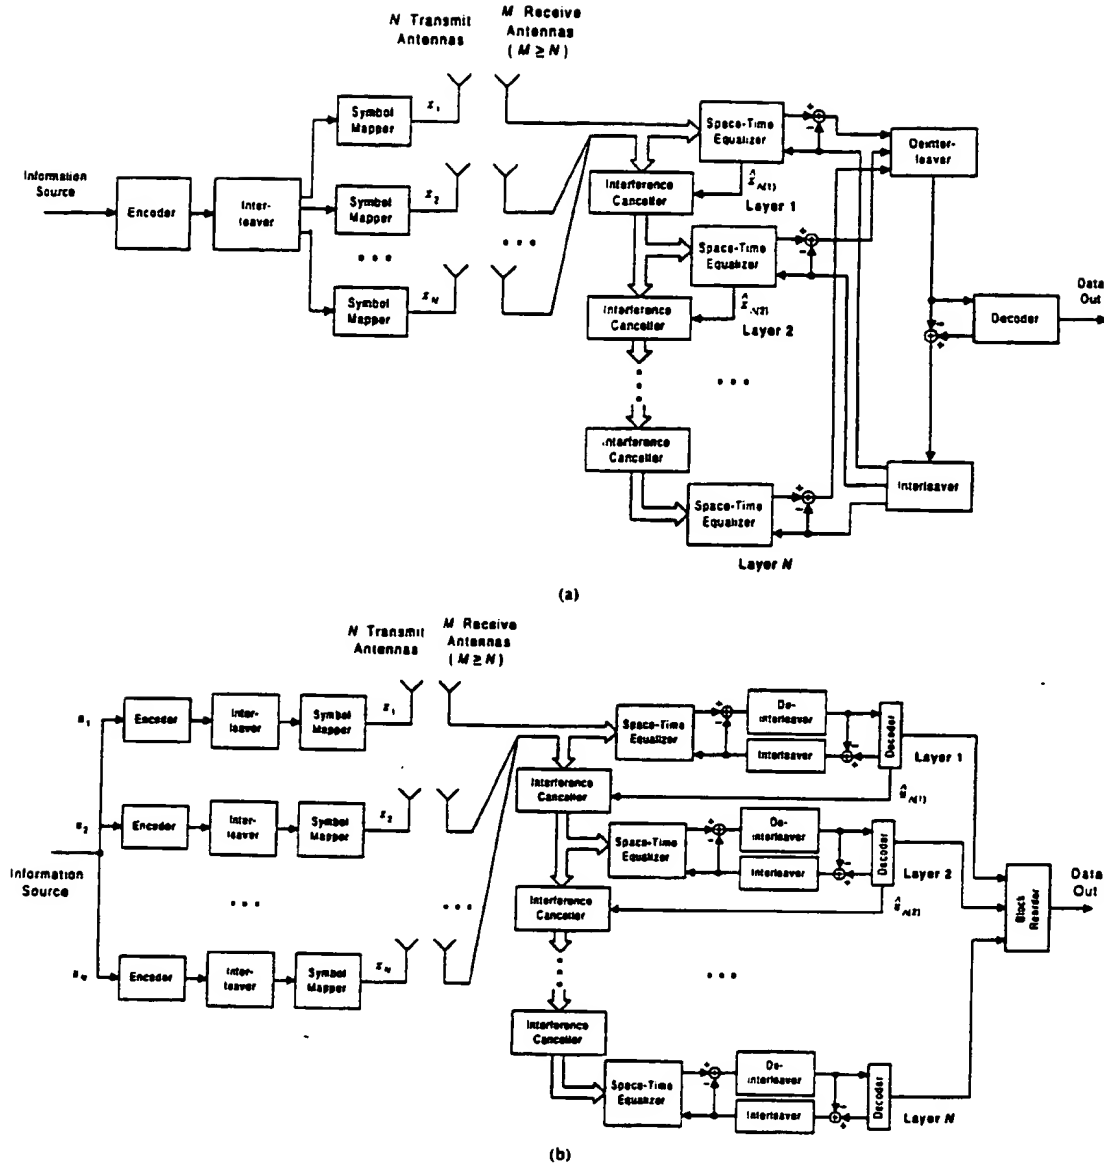 N Transmit
Antennas
M Receive
Antennas
( M ≥ N )
Information
Source
Encoder
Inter-
leaver
Symbol
Mapper
x1
Symbol
Mapper
x2
• • •
Symbol
Mapper
xN
• • •
Space-Time
Equalizer
+
−
Interference
Canceller
Layer 1
Space-Time
Equalizer
+
−
Interference
Canceller
Layer 2
• • •
Interference
Canceller
Space-Time
Equalizer
+
−
Layer N
Deinter-
leaver
Decoder
−
+
Data
Out
Interleaver
(a)
N Transmit
Antennas
M Receive
Antennas
( M ≥ N )
Information
Source
Encoder
Inter-
leaver
Symbol
Mapper
x1
Encoder
Inter-
leaver
Symbol
Mapper
x2
• • •
• • •
Encoder
Inter-
leaver
Symbol
Mapper
xN
Space-Time
Equalizer
+
−
De-
interleaver
Interleaver
−
+
Decoder
Layer 1
Interference
Canceller
Space-Time
Equalizer
+
−
De-
interleaver
Interleaver
−
+
Decoder
Layer 2
Interference
Canceller
• • •
Interference
Canceller
Space-Time
Equalizer
+
−
De-
interleaver
Interleaver
−
+
Decoder
Layer N
Block
Reorder
Data
Out
(b)